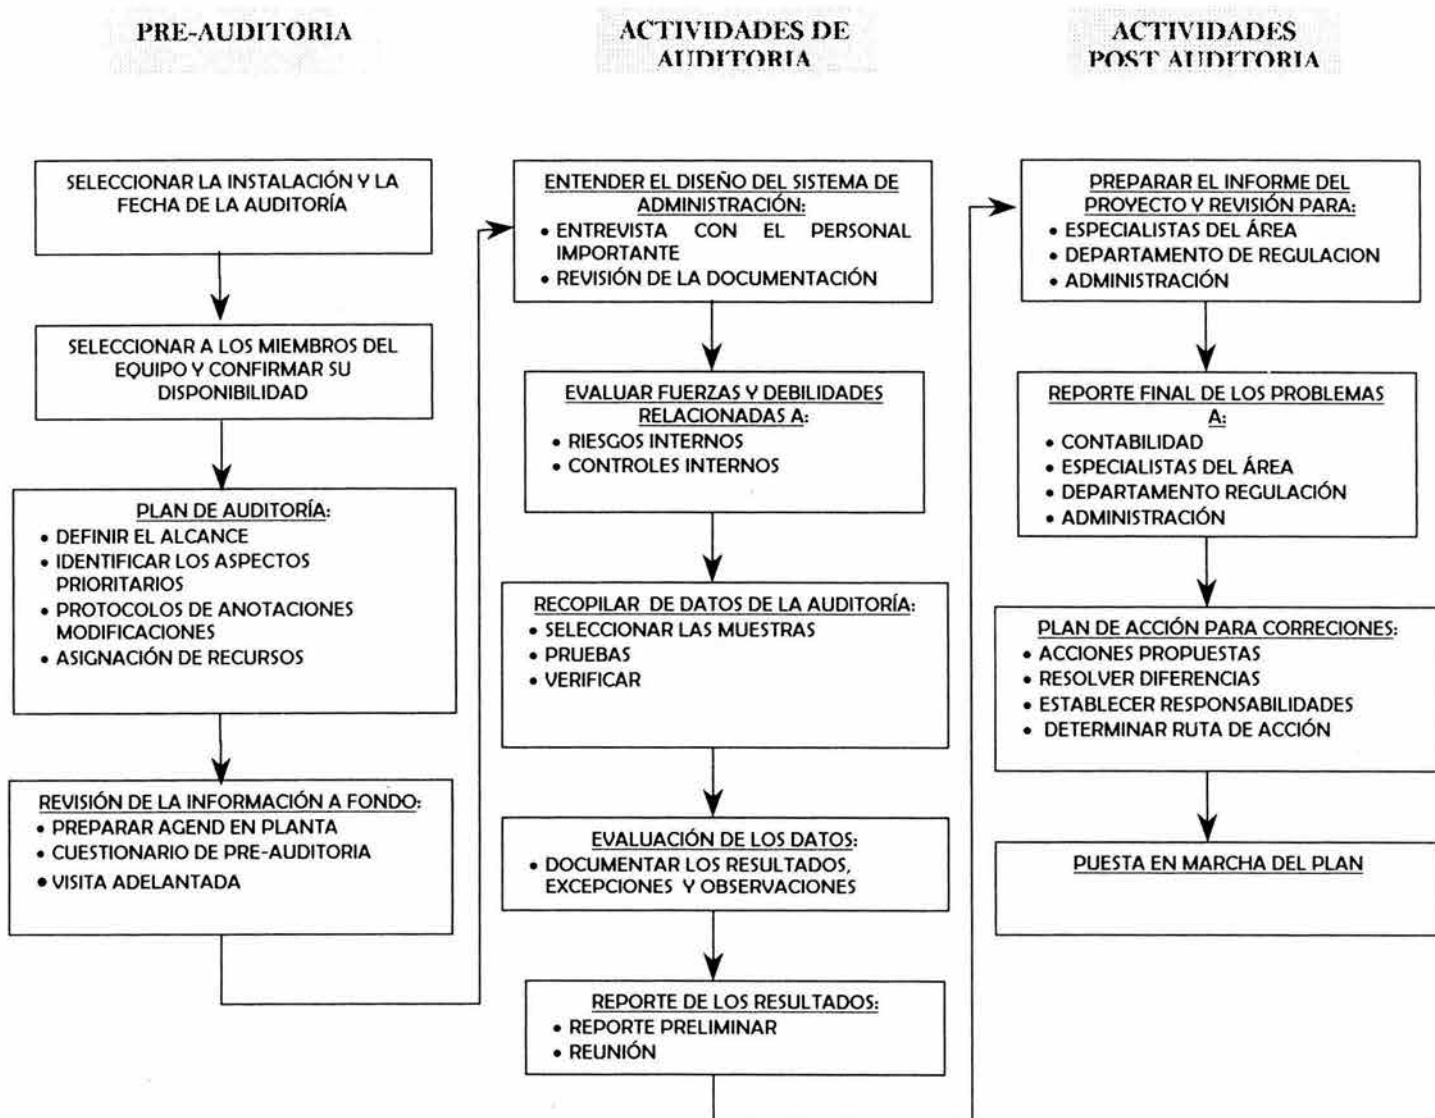 PRE-AUDITORIA
SELECCIONAR LA INSTALACIÓN Y LA
FECHA DE LA AUDITORÍA
SELECCIONAR A LOS MIEMBROS DEL
EQUIPO Y CONFIRMAR SU
DISPONIBILIDAD
PLAN DE AUDITORÍA:
• DEFINIR EL ALCANCE
• IDENTIFICAR LOS ASPECTOS
PRIORITARIOS
• PROTOCOLOS DE ANOTACIONES
MODIFICACIONES
• ASIGNACIÓN DE RECURSOS
REVISIÓN DE LA INFORMACIÓN A FONDO:
• PREPARAR AGEND EN PLANTA
• CUESTIONARIO DE PRE-AUDITORIA
• VISITA ADELANTADA
ACTIVIDADES DE
AUDITORIA
ENTENDER EL DISEÑO DEL SISTEMA DE
ADMINISTRACIÓN:
• ENTREVISTA CON EL PERSONAL
IMPORTANTE
• REVISIÓN DE LA DOCUMENTACIÓN
EVALUAR FUERZAS Y DEBILIDADES
RELACIONADAS A:
• RIESGOS INTERNOS
• CONTROLES INTERNOS
RECOPILAR DE DATOS DE LA AUDITORÍA:
• SELECCIONAR LAS MUESTRAS
• PRUEBAS
• VERIFICAR
EVALUACIÓN DE LOS DATOS:
• DOCUMENTAR LOS RESULTADOS,
EXCEPCIONES Y OBSERVACIONES
REPORTE DE LOS RESULTADOS:
• REPORTE PRELIMINAR
• REUNIÓN
ACTIVIDADES
POST AUDITORIA
PREPARAR EL INFORME DEL
PROYECTO Y REVISIÓN PARA:
• ESPECIALISTAS DEL ÁREA
• DEPARTAMENTO DE REGULACION
• ADMINISTRACIÓN
REPORTE FINAL DE LOS PROBLEMAS
A:
• CONTABILIDAD
• ESPECIALISTAS DEL ÁREA
• DEPARTAMENTO REGULACIÓN
• ADMINISTRACIÓN
PLAN DE ACCIÓN PARA CORRECIONES:
• ACCIONES PROPUESTAS
• RESOLVER DIFERENCIAS
• ESTABLECER RESPONSABILIDADES
• DETERMINAR RUTA DE ACCIÓN
PUESTA EN MARCHA DEL PLAN